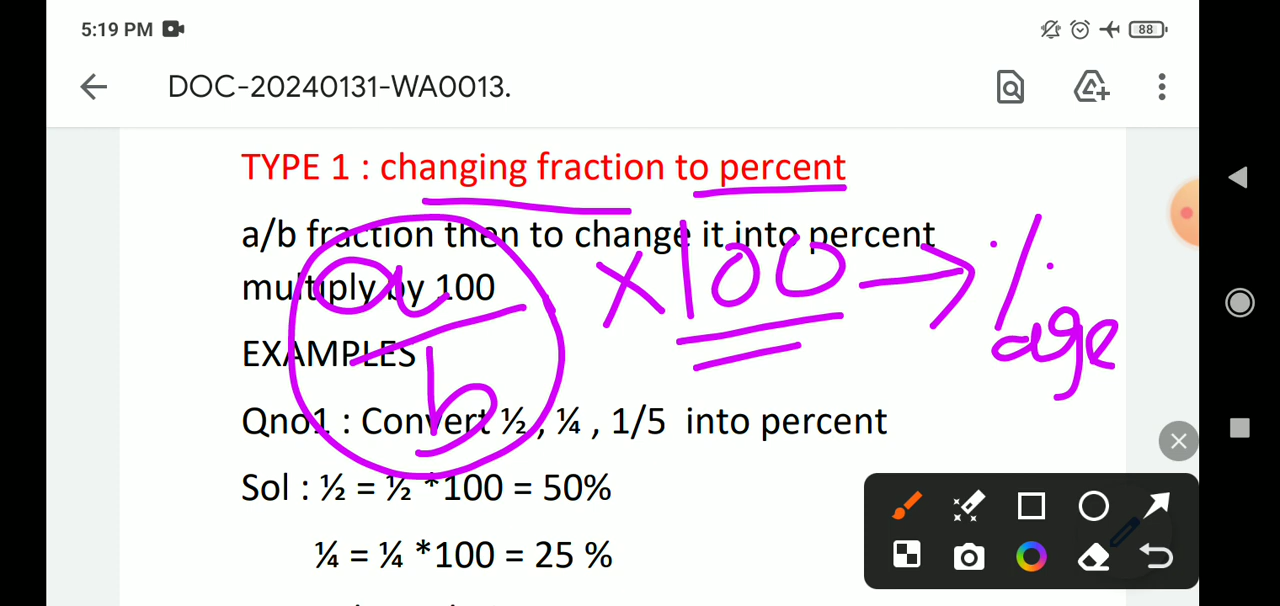 5:19 PM
88
DOC-20240131-WA0013.
TYPE 1 : changing fraction to percent
a/b fraction then to change it into percent
multiply by 100
a/b ×100 → %age
EXAMPLES
Qno1 : Convert ½ , ¼ , 1/5 into percent
Sol : ½ = ½ *100 = 50%
¼ = ¼ *100 = 25 %